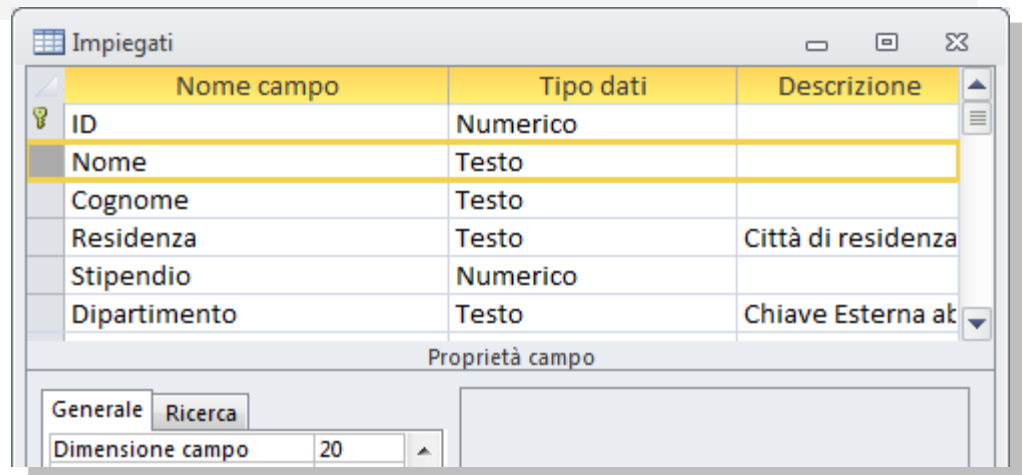 Impiegati
Nome campo Tipo dati Descrizione
ID Numerico
Nome Testo
Cognome Testo
Residenza Testo Città di residenza
Stipendio Numerico
Dipartimento Testo Chiave Esterna
Proprietà campo
Generale Ricerca
Dimensione campo 20